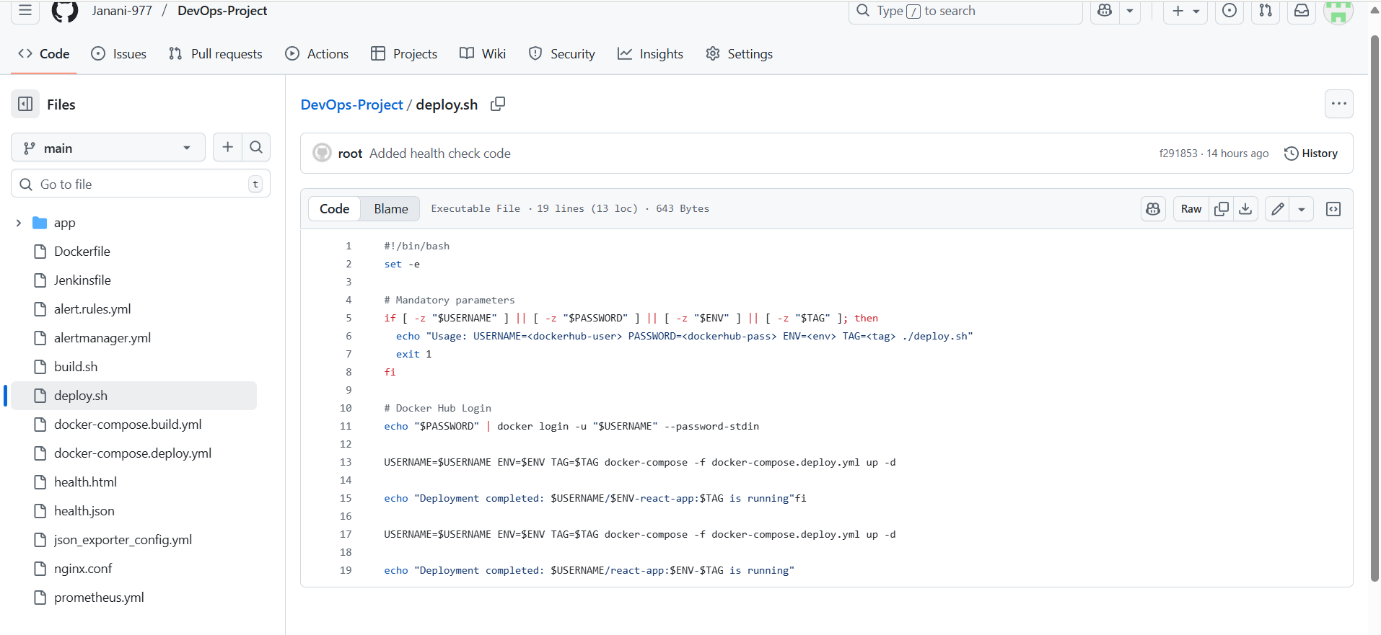 Janani-977 / DevOps-Project
Type / to search
Code Issues Pull requests Actions Projects Wiki Security Insights Settings
Files
main
Go to file t
app
Dockerfile
Jenkinsfile
alert.rules.yml
alertmanager.yml
build.sh
deploy.sh
docker-compose.build.yml
docker-compose.deploy.yml
health.html
health.json
json_exporter_config.yml
nginx.conf
prometheus.yml
DevOps-Project / deploy.sh
root Added health check code f291853 · 14 hours ago History
Code Blame Executable File · 19 lines (13 loc) · 643 Bytes Raw
1 #!/bin/bash
2 set -e
3
4 # Mandatory parameters
5 if [ -z "$USERNAME" ] || [ -z "$PASSWORD" ] || [ -z "$ENV" ] || [ -z "$TAG" ]; then
6 echo "Usage: USERNAME=<dockerhub-user> PASSWORD=<dockerhub-pass> ENV=<env> TAG=<tag> ./deploy.sh"
7 exit 1
8 fi
9
10 # Docker Hub Login
11 echo "$PASSWORD" | docker login -u "$USERNAME" --password-stdin
12
13 USERNAME=$USERNAME ENV=$ENV TAG=$TAG docker-compose -f docker-compose.deploy.yml up -d
14
15 echo "Deployment completed: $USERNAME/$ENV-react-app:$TAG is running"fi
16
17 USERNAME=$USERNAME ENV=$ENV TAG=$TAG docker-compose -f docker-compose.deploy.yml up -d
18
19 echo "Deployment completed: $USERNAME/react-app:$ENV-$TAG is running"